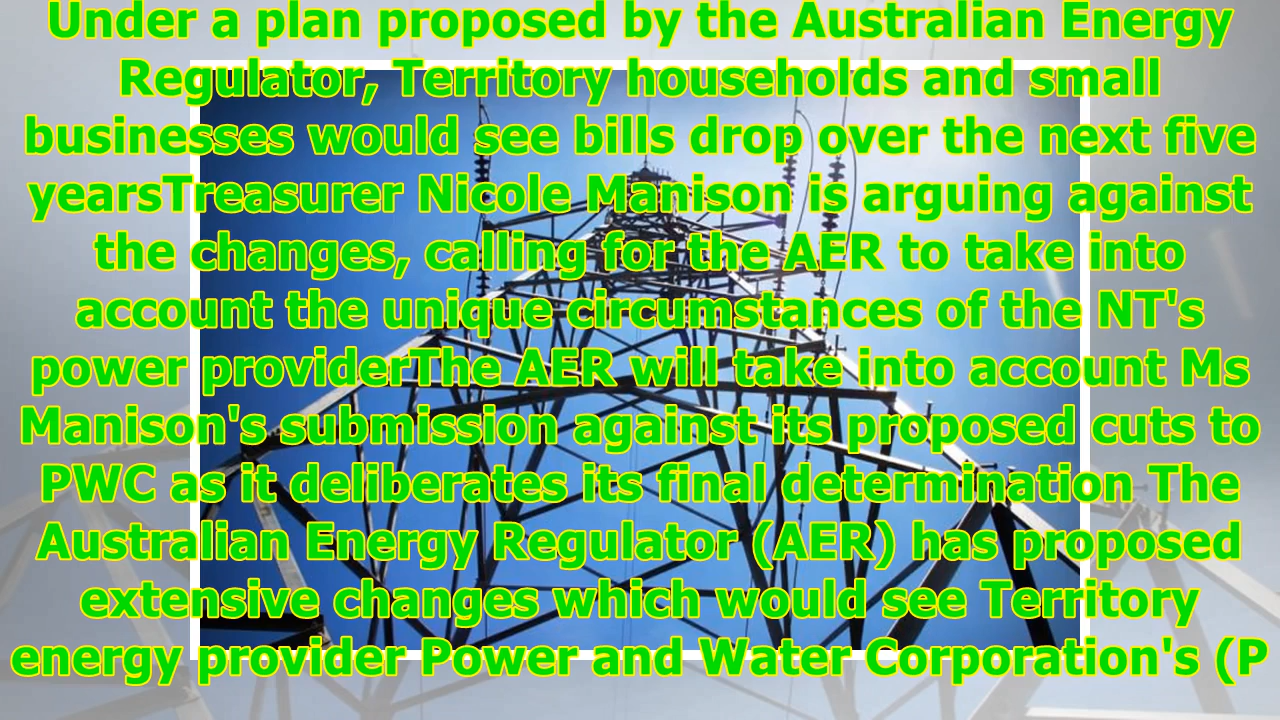 Under a plan proposed by the Australian Energy
Regulator, Territory households and small
businesses would see bills drop over the next five
yearsTreasurer Nicole Manison is arguing against
the changes, calling for the AER to take into
account the unique circumstances of the NT's
power providerThe AER will take into account Ms
Manison's submission against its proposed cuts to
PWC as it deliberates its final determination The
Australian Energy Regulator (AER) has proposed
extensive changes which would see Territory
energy provider Power and Water Corporation's (P